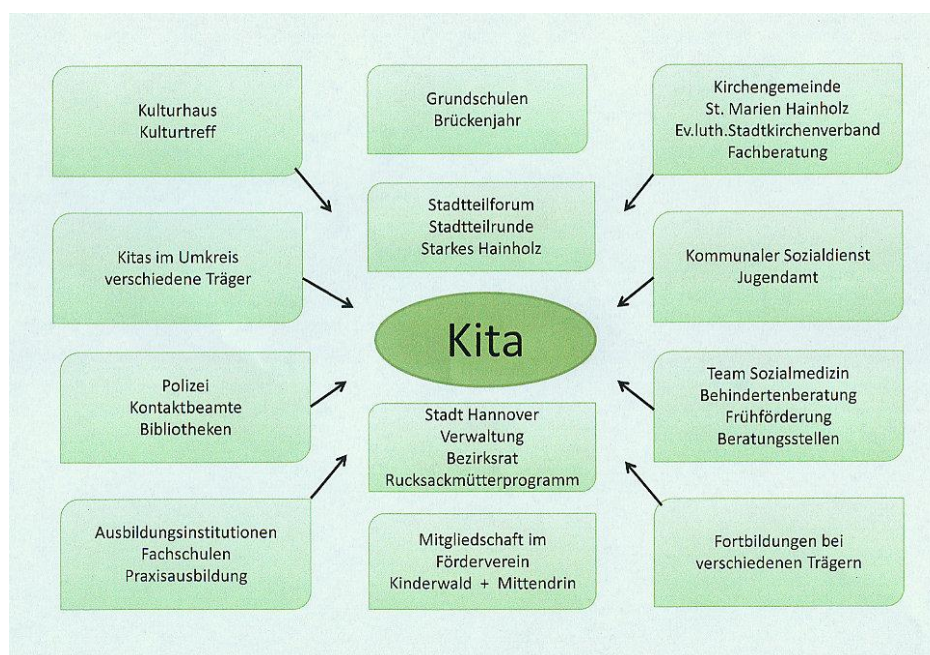 Kulturhaus
Kulturtreff
Grundschulen
Brückenjahr
Kirchengemeinde
St. Marien Hainholz
Ev.luth.Stadtkirchenverband
Fachberatung
Stadtteilforum
Stadtteilrunde
Starkes Hainholz
Kitas im Umkreis
verschiedene Träger
Kommunaler Sozialdienst
Jugendamt
Kita
Polizei
Kontaktbeamte
Bibliotheken
Team Sozialmedizin
Behindertenberatung
Frühförderung
Beratungsstellen
Stadt Hannover
Verwaltung
Bezirksrat
Rucksackmütterprogramm
Ausbildungsinstitutionen
Fachschulen
Praxisausbildung
Mitgliedschaft im
Förderverein
Kinderwald + Mittendrin
Fortbildungen bei
verschiedenen Trägern